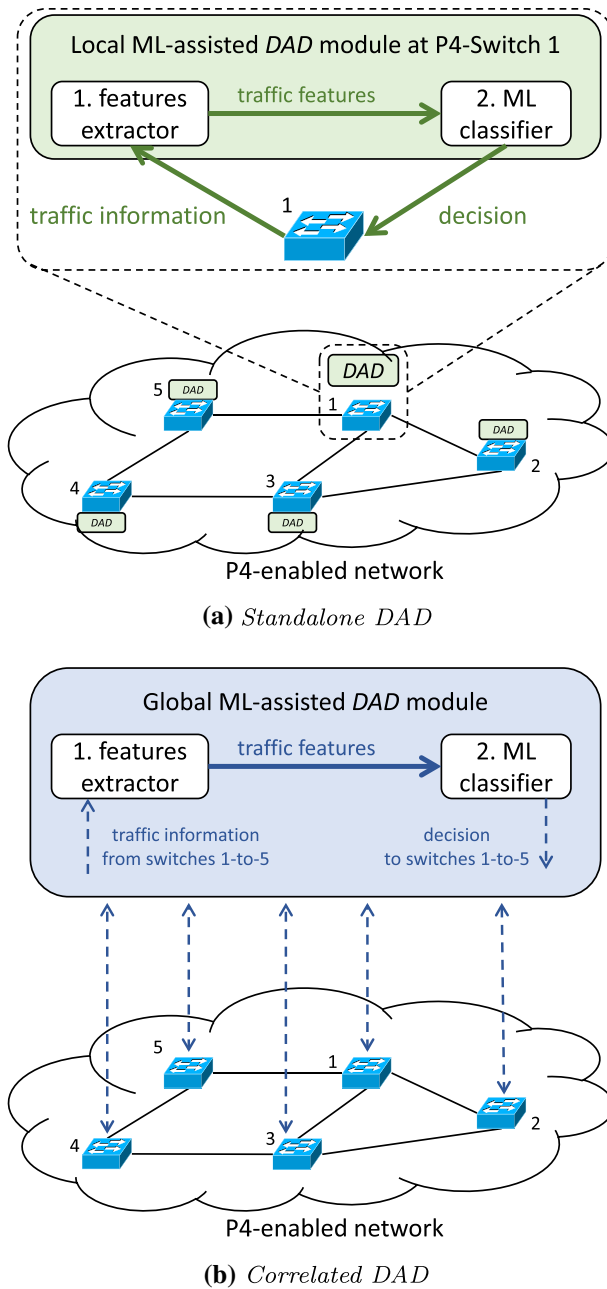 Local ML-assisted DAD module at P4-Switch 1
1. features
extractor
traffic features
2. ML
classifier
traffic information
1
decision
DAD
5
DAD
1
DAD
2
4
DAD
3
DAD
P4-enabled network
(a) Standalone DAD
Global ML-assisted DAD module
1. features
extractor
traffic features
2. ML
classifier
traffic information
from switches 1-to-5
decision
to switches 1-to-5
5
1
2
4
3
P4-enabled network
(b) Correlated DAD